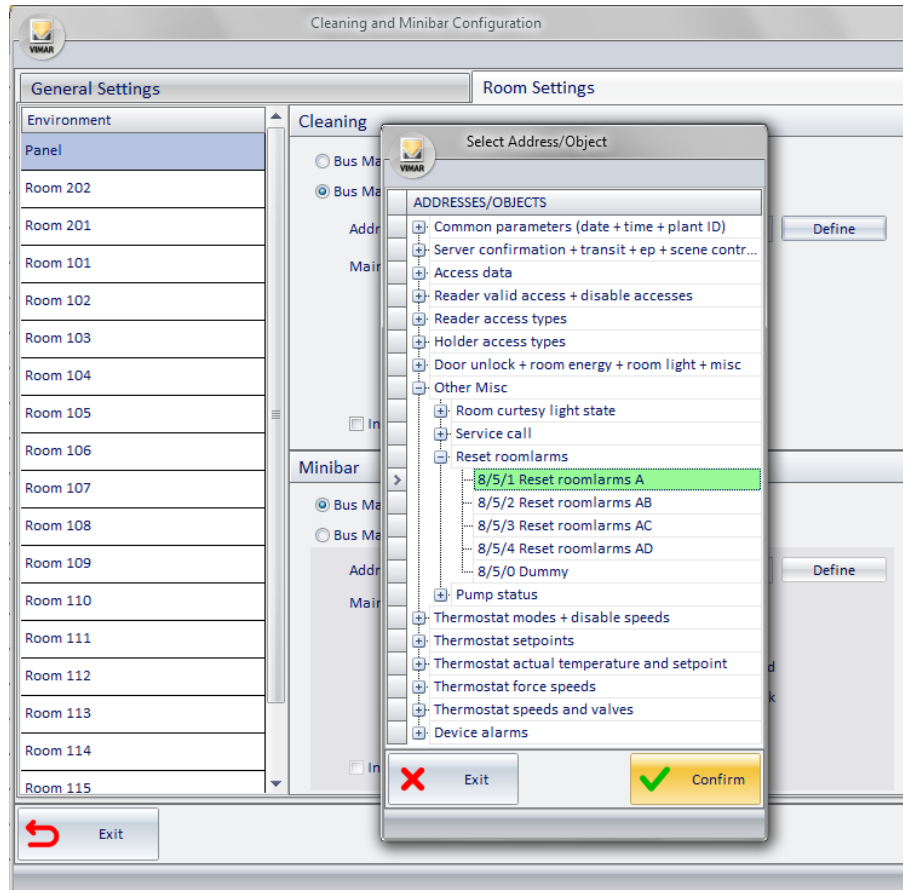 Cleaning and Minibar Configuration
VIMAR
General Settings
Room Settings
Environment
Panel
Room 202
Room 201
Room 101
Room 102
Room 103
Room 104
Room 105
Room 106
Room 107
Room 108
Room 109
Room 110
Room 111
Room 112
Room 113
Room 114
Room 115
Cleaning
Bus Ma
Bus Ma
Addr
Define
Main
In
Minibar
Bus Ma
Bus Ma
Addr
Define
Main
d
k
In
Select Address/Object
VIMAR
ADDRESSES/OBJECTS
Common parameters (date + time + plant ID)
Server confirmation + transit + ep + scene contr...
Access data
Reader valid access + disable accesses
Reader access types
Holder access types
Door unlock + room energy + room light + misc
Other Misc
Room curtesy light state
Service call
Reset roomlarms
8/5/1 Reset roomlarms A
8/5/2 Reset roomlarms AB
8/5/3 Reset roomlarms AC
8/5/4 Reset roomlarms AD
8/5/0 Dummy
Pump status
Thermostat modes + disable speeds
Thermostat setpoints
Thermostat actual temperature and setpoint
Thermostat force speeds
Thermostat speeds and valves
Device alarms
Exit
Confirm
Exit